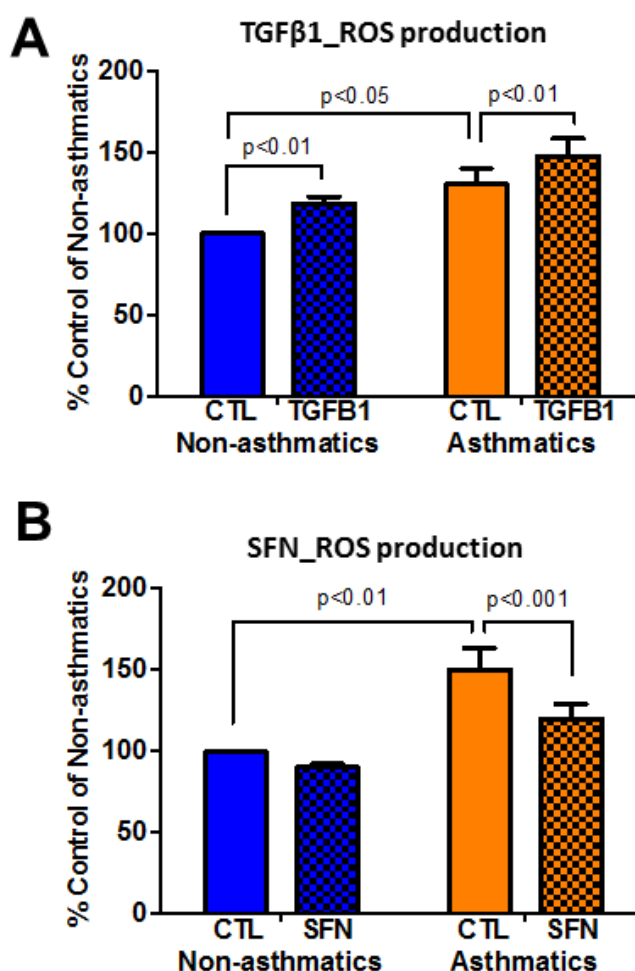 A
TGFβ1_ROS production
% Control of Non-asthmatics
200
150
100
50
0
p<0.05
p<0.01
p<0.01
CTL TGFB1 CTL TGFB1
Non-asthmatics Asthmatics
B
SFN_ROS production
% Control of Non-asthmatics
200
150
100
50
0
p<0.01
p<0.001
CTL SFN CTL SFN
Non-asthmatics Asthmatics